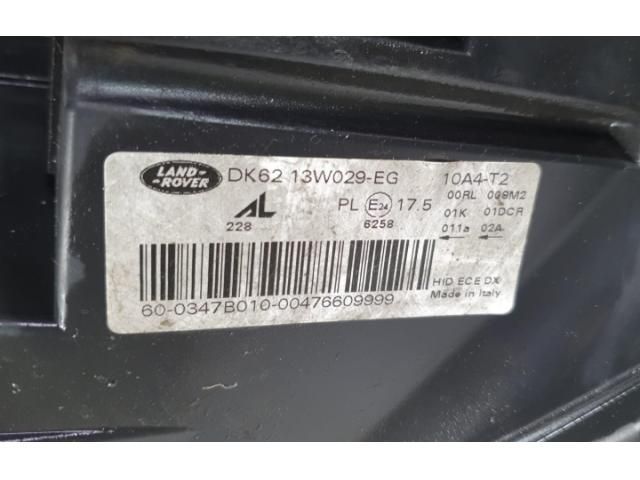 LAND-
ROVER
DK62 13W029-EG 10A4-T2
AL PL E24 17.5 00RL 009M2
228 6258 01K 01DCR
011a 02A
60-0347B010-00476609999
HID ECE DX
Made in Italy